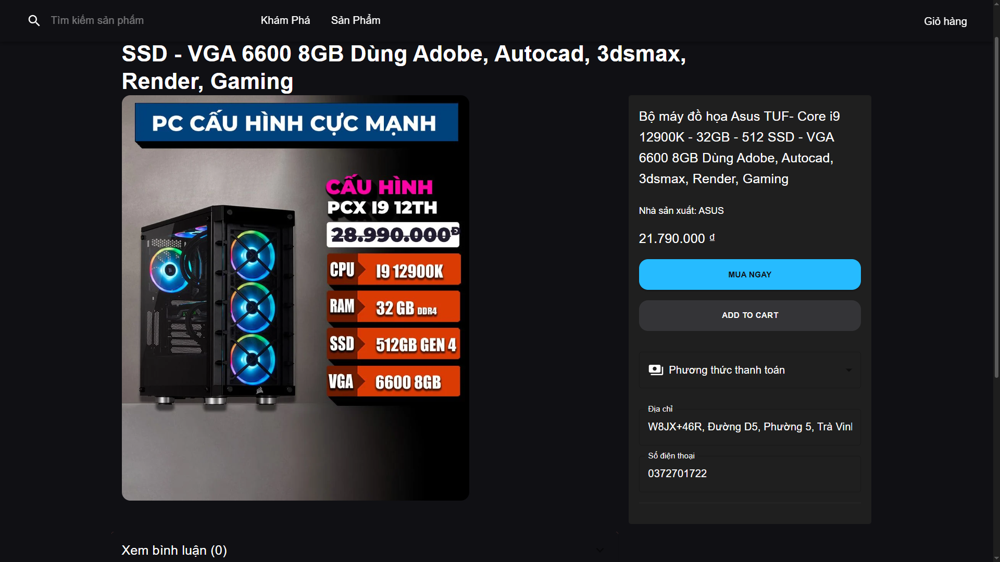 Tìm kiếm sản phẩm
Khám Phá
Sản Phẩm
Giỏ hàng
SSD - VGA 6600 8GB Dùng Adobe, Autocad, 3dsmax,
Render, Gaming
PC CẤU HÌNH CỰC MẠNH
CẤU HÌNH
PCX I9 12TH
28.990.000Đ
CPU I9 12900K
RAM 32 GB DDR4
SSD 512GB GEN 4
VGA 6600 8GB
Bộ máy đồ họa Asus TUF- Core i9
12900K - 32GB - 512 SSD - VGA
6600 8GB Dùng Adobe, Autocad,
3dsmax, Render, Gaming
Nhà sản xuất: ASUS
21.790.000 ₫
MUA NGAY
ADD TO CART
Phương thức thanh toán
Địa chỉ
W8JX+46R, Đường D5, Phường 5, Trà Vinh
Số điện thoại
0372701722
Xem bình luận (0)